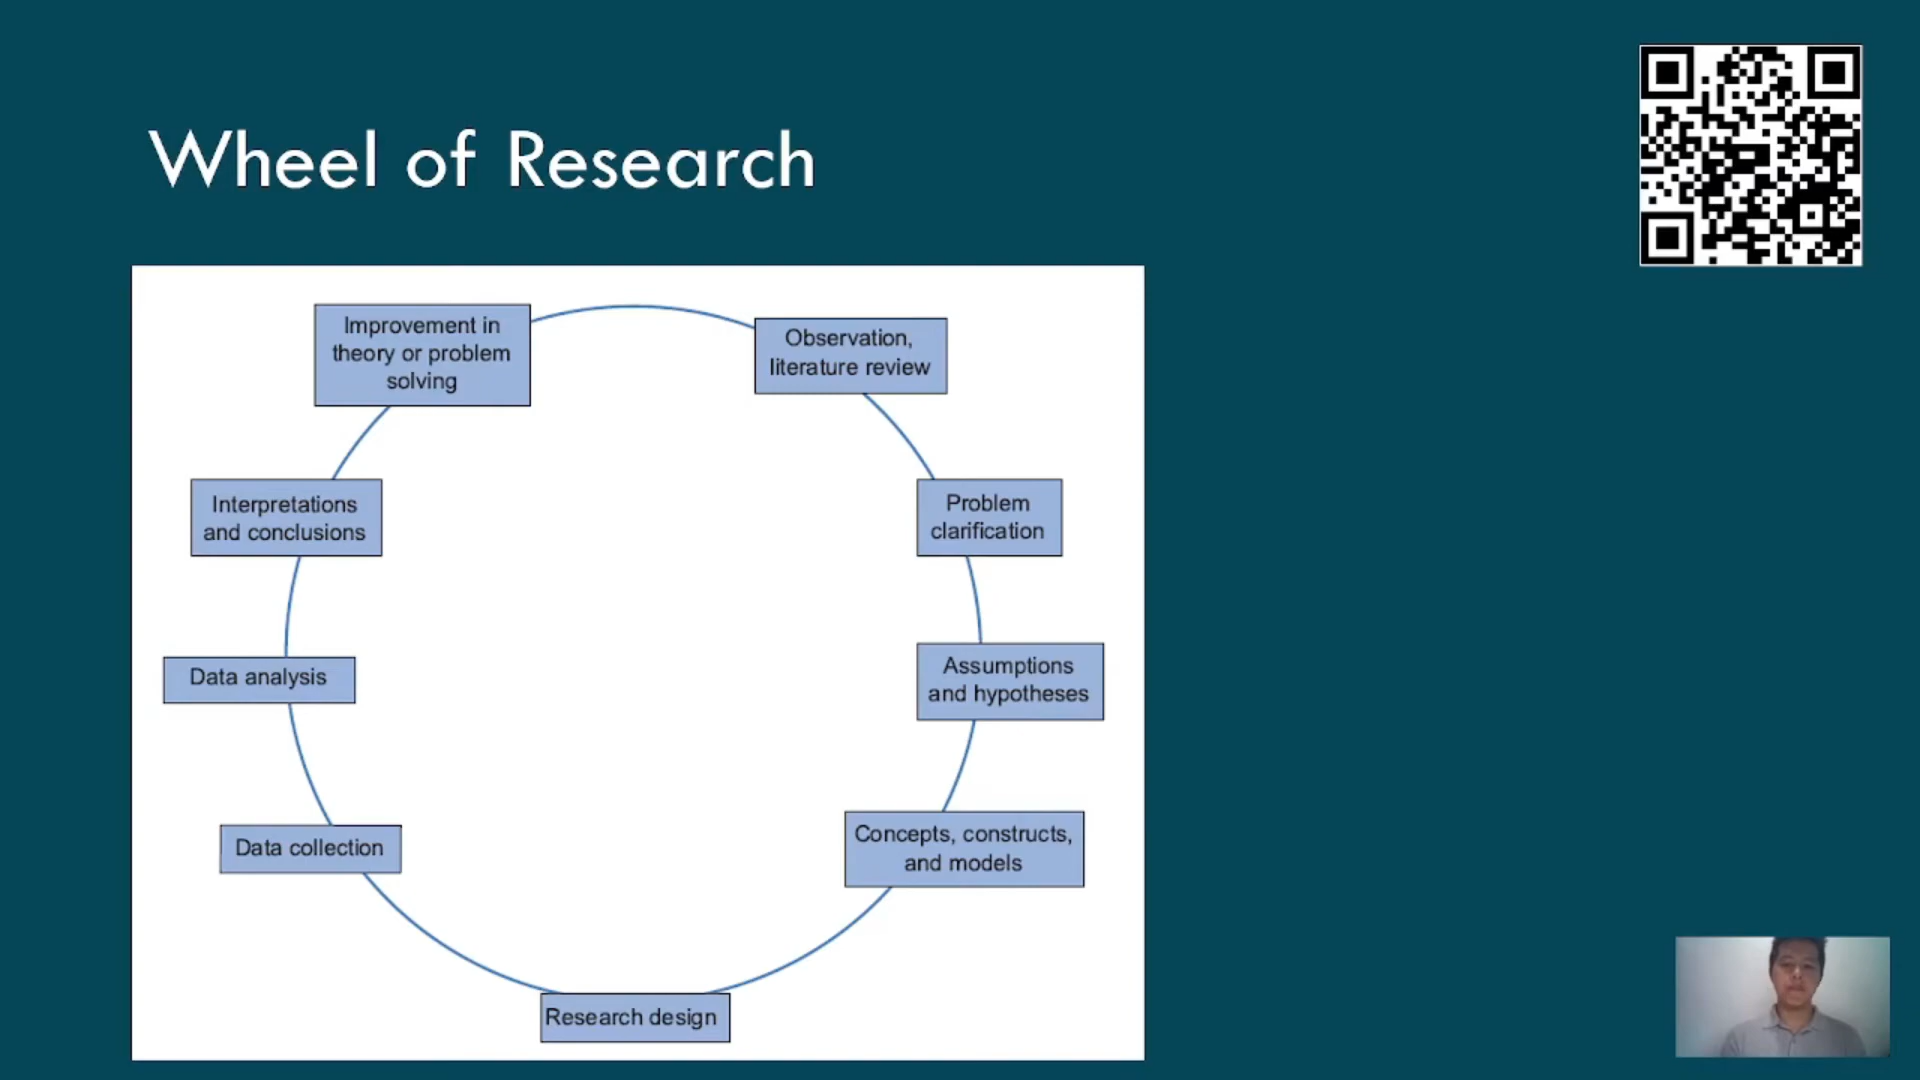 Wheel of Research
Improvement in
theory or problem
solving
Observation,
literature review
Interpretations
and conclusions
Problem
clarification
Data analysis
Assumptions
and hypotheses
Data collection
Concepts, constructs,
and models
Research design